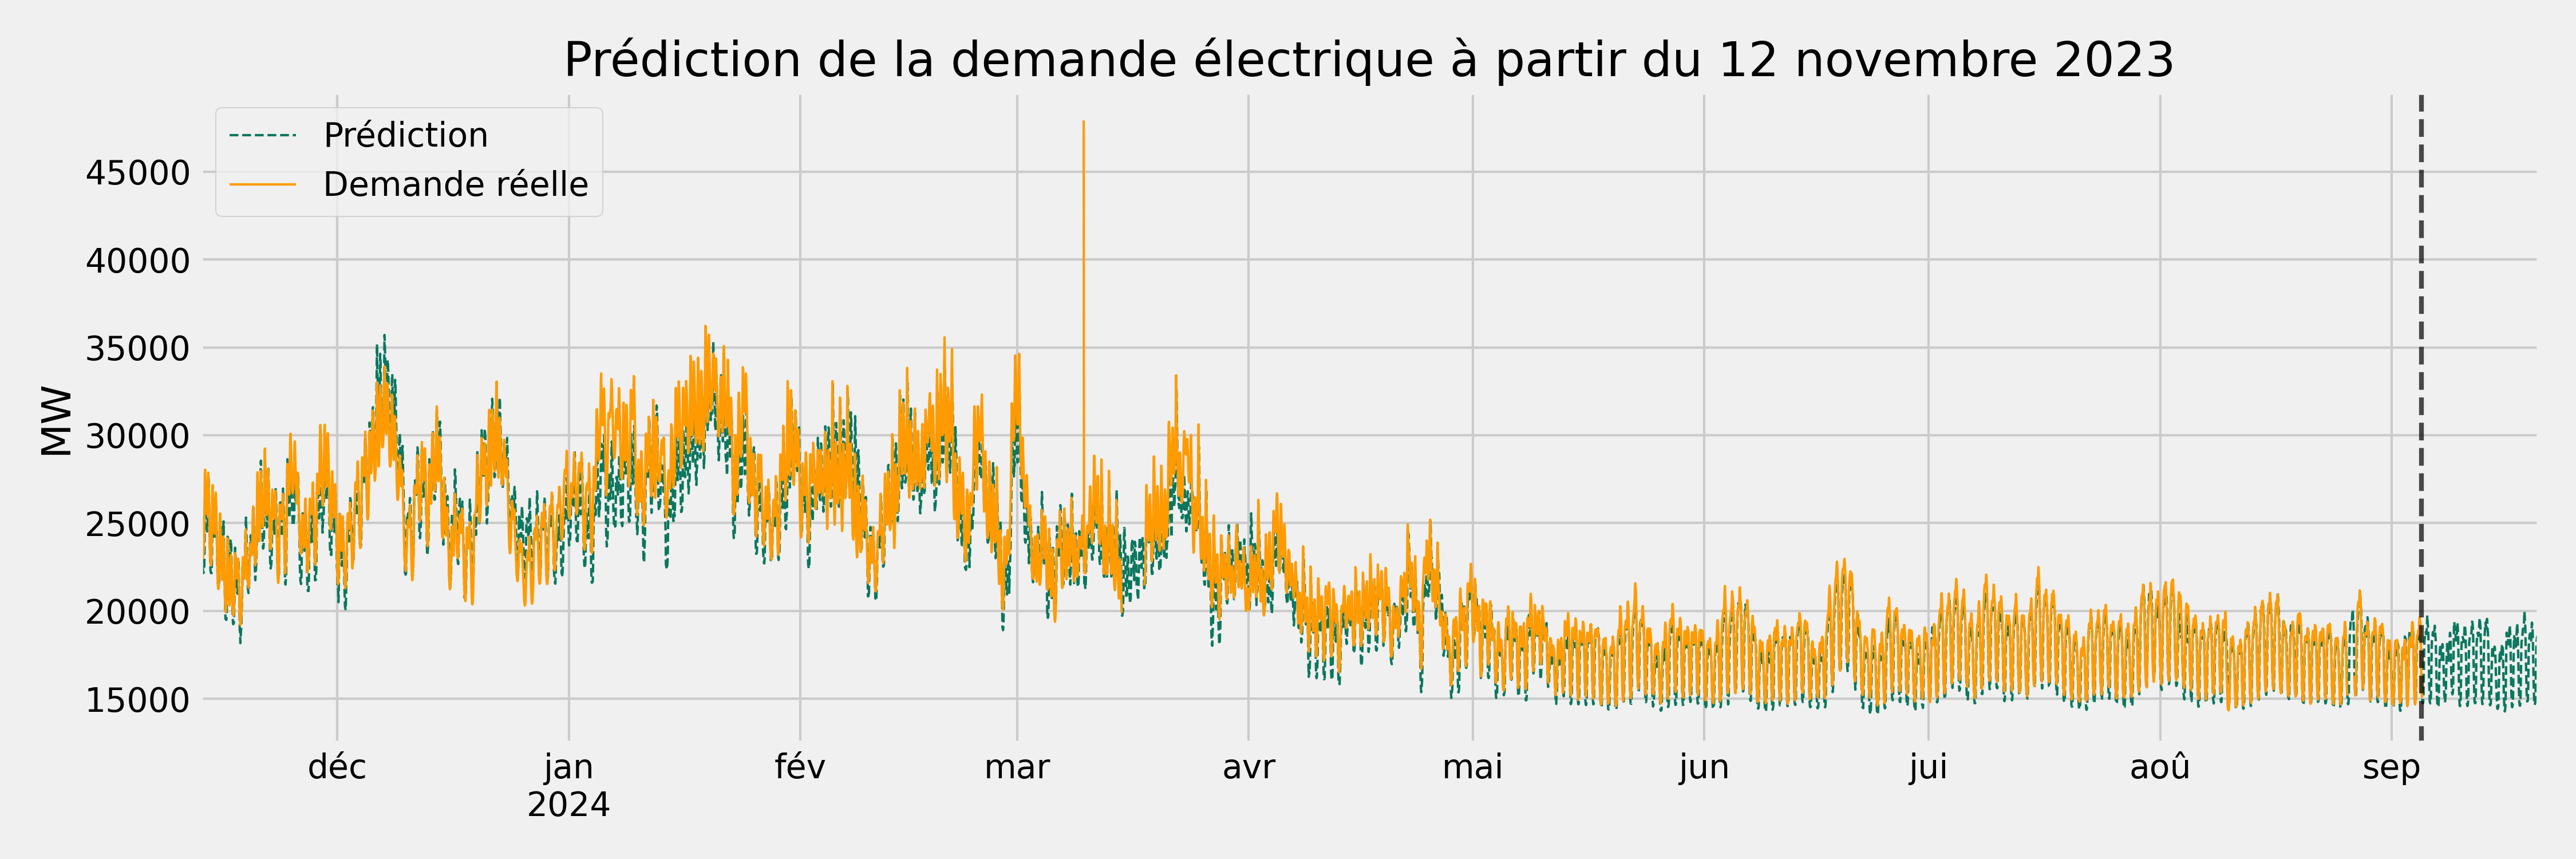 Prédiction de la demande électrique à partir du 12 novembre 2023
Prédiction
Demande réelle
MW
45000
40000
35000
30000
25000
20000
15000
déc jan fév mar avr mai jun jui aoû sep
2024